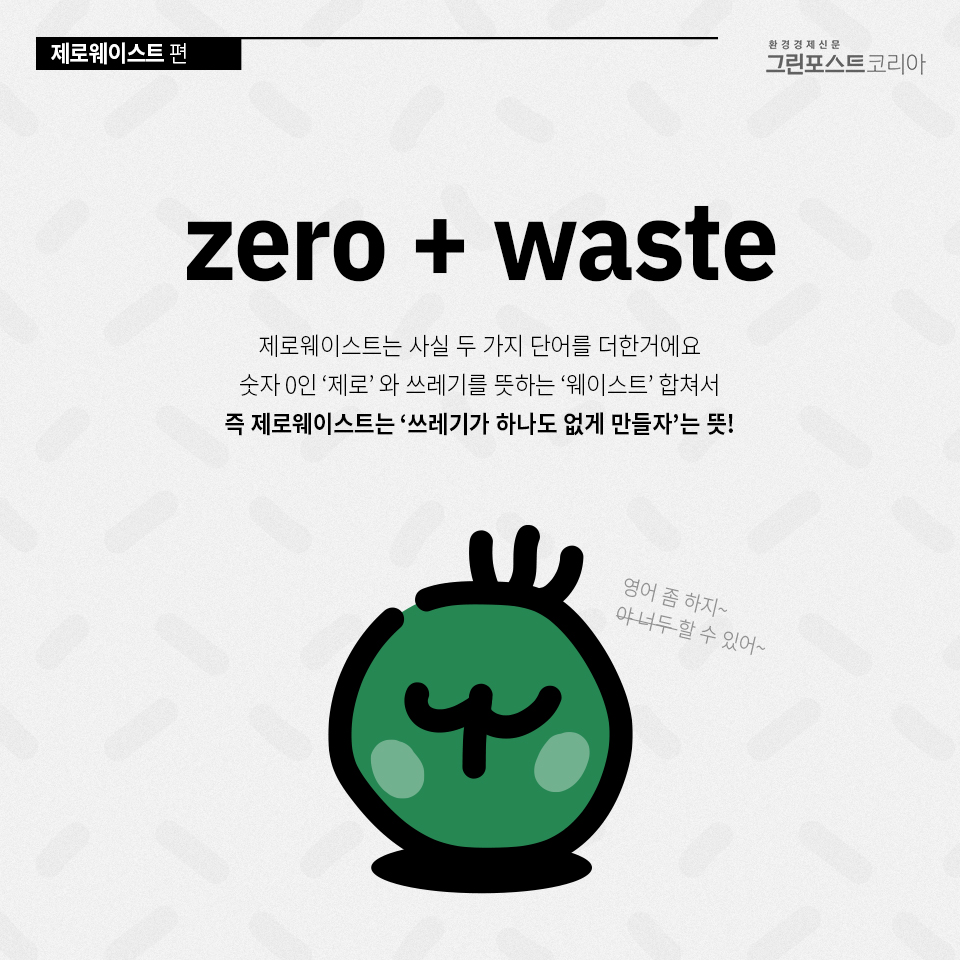 제로웨이스트 편
환경경제신문
그린포스트코리아
zero + waste
제로웨이스트는 사실 두 가지 단어를 더한거에요
숫자 0인 ‘제로’ 와 쓰레기를 뜻하는 ‘웨이스트’ 합쳐서
즉 제로웨이스트는 ‘쓰레기가 하나도 없게 만들자’는 뜻!
영어 좀 하지~
야 너두 할 수 있어~